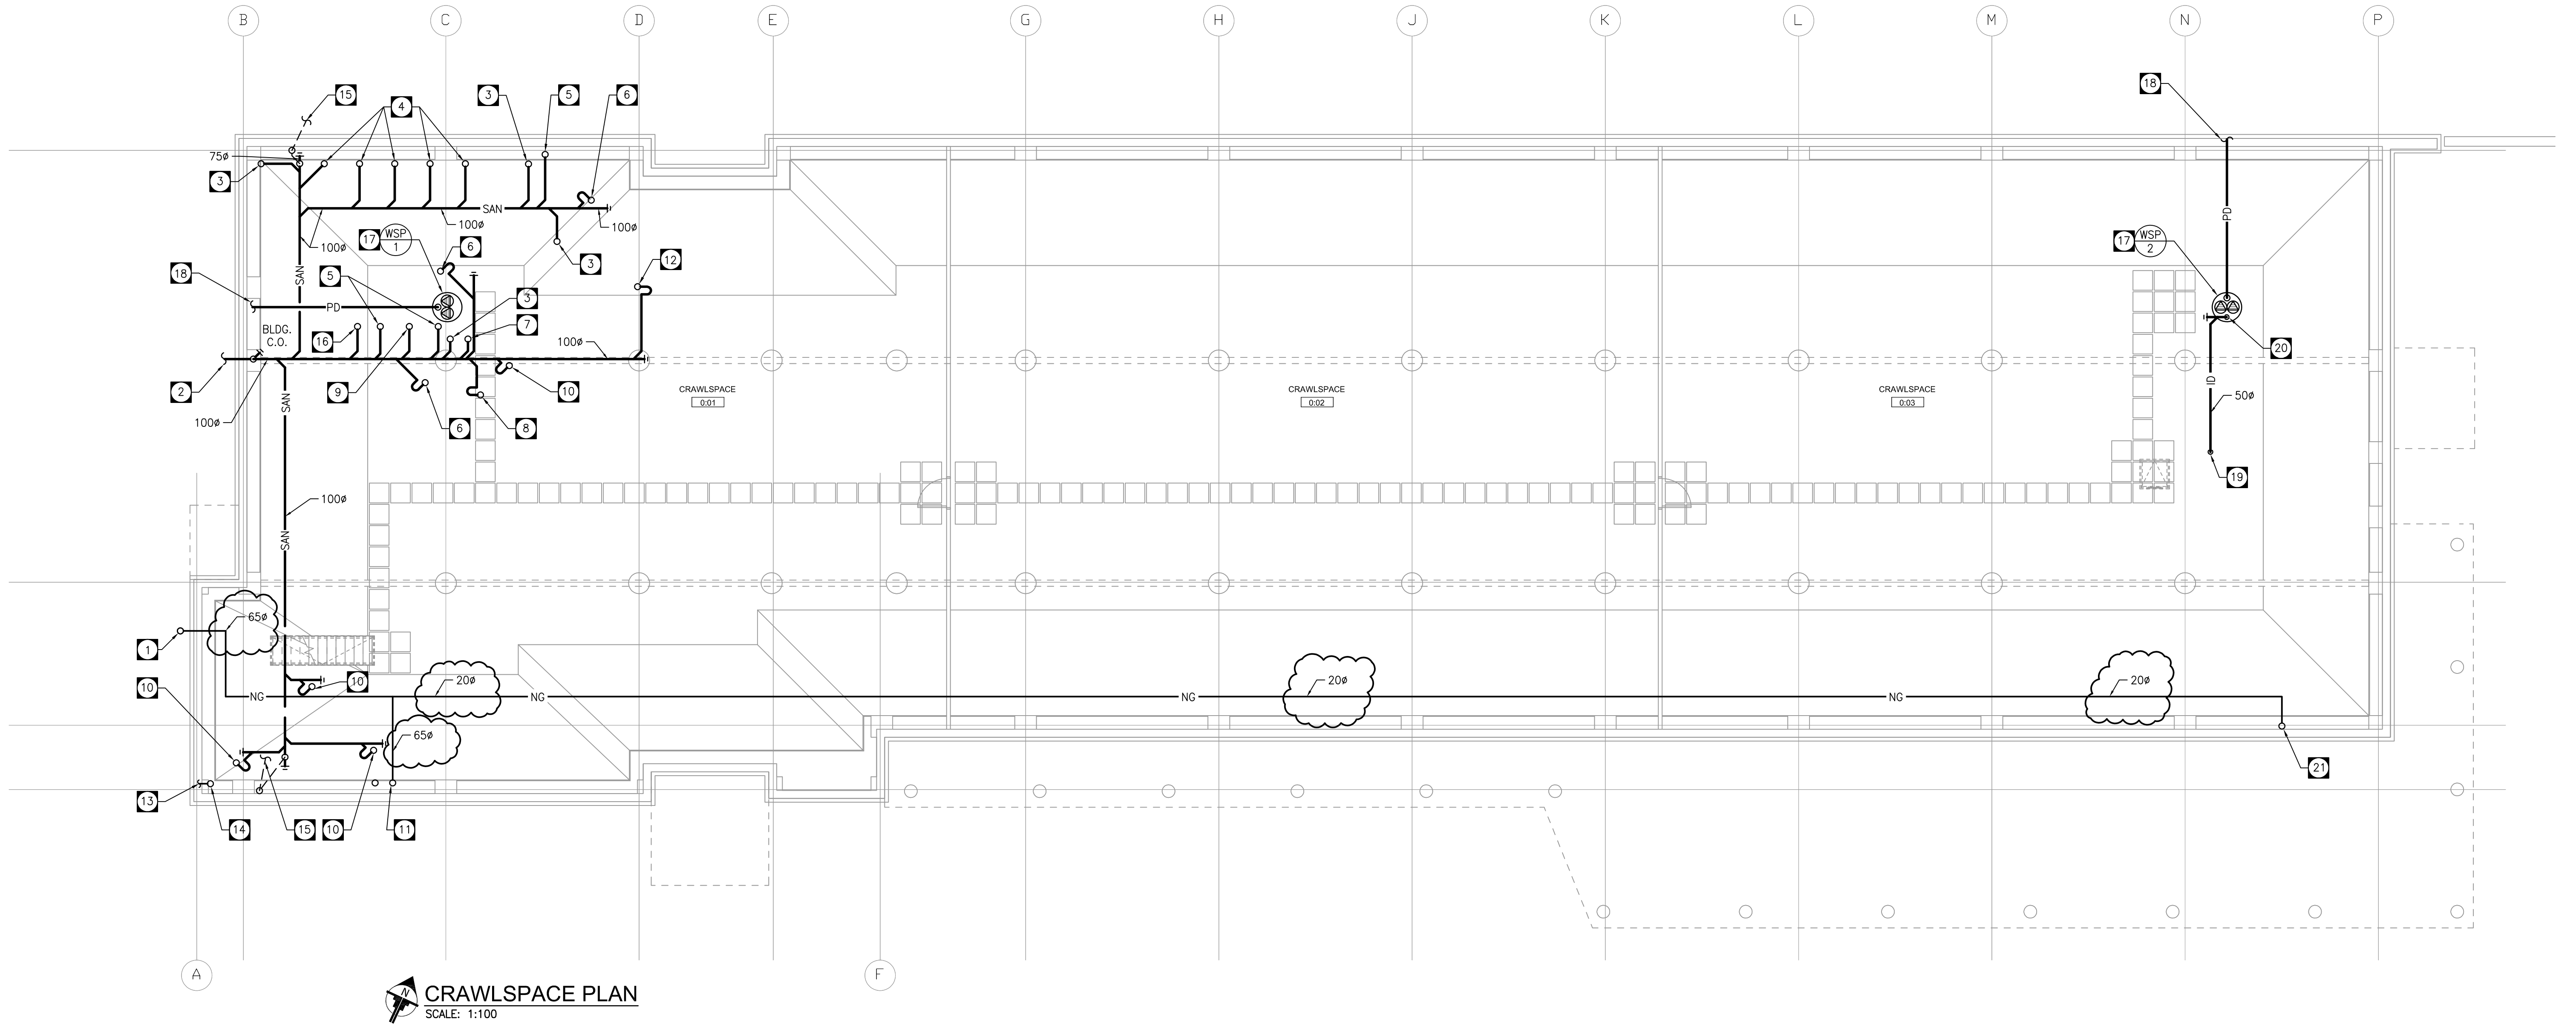 B C D E G H J K L M N P
15
4
3
5
6
18
75ø
3
SAN
100ø
100ø
100ø
17
WSP
1
6
3
12
PD
17
WSP
2
18
5
SAN
PD
3
7
BLDG.
C.O.
16
100ø
20
2
9
10
CRAWLSPACE
0:01
CRAWLSPACE
0:02
CRAWLSPACE
0:03
ID
50ø
SAN
100ø
6
8
19
100ø
SAN
65ø
1
10
10
NG
20ø
NG
NG
20ø
NG
20ø
65ø
21
13
14
15
10
11
A
F
N
CRAWLSPACE PLAN
SCALE: 1:100